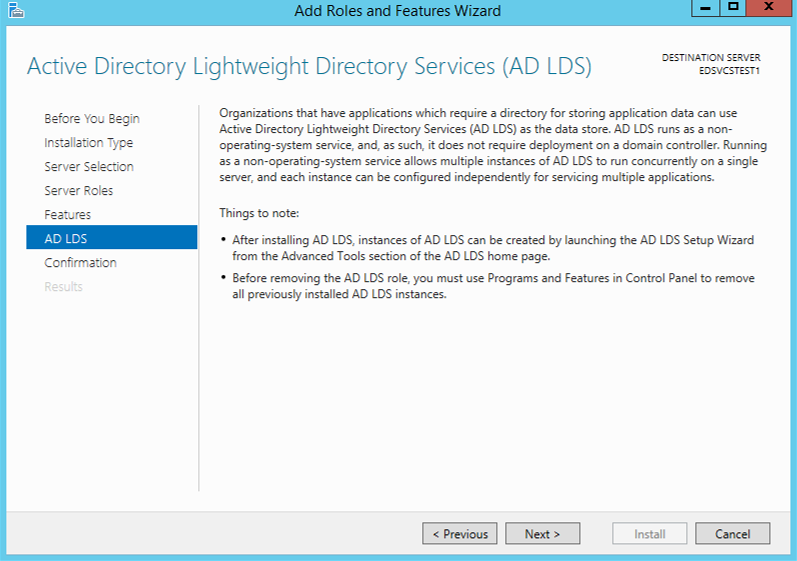 Add Roles and Features Wizard
Active Directory Lightweight Directory Services (AD LDS)
DESTINATION SERVER
EDSVCSTEST1
Before You Begin
Installation Type
Server Selection
Server Roles
Features
AD LDS
Confirmation
Results
Organizations that have applications which require a directory for storing application data can use
Active Directory Lightweight Directory Services (AD LDS) as the data store. AD LDS runs as a non-
operating-system service, and, as such, it does not require deployment on a domain controller. Running
as a non-operating-system service allows multiple instances of AD LDS to run concurrently on a single
server, and each instance can be configured independently for servicing multiple applications.
Things to note:
• After installing AD LDS, instances of AD LDS can be created by launching the AD LDS Setup Wizard
from the Advanced Tools section of the AD LDS home page.
• Before removing the AD LDS role, you must use Programs and Features in Control Panel to remove
all previously installed AD LDS instances.
< Previous
Next >
Install
Cancel